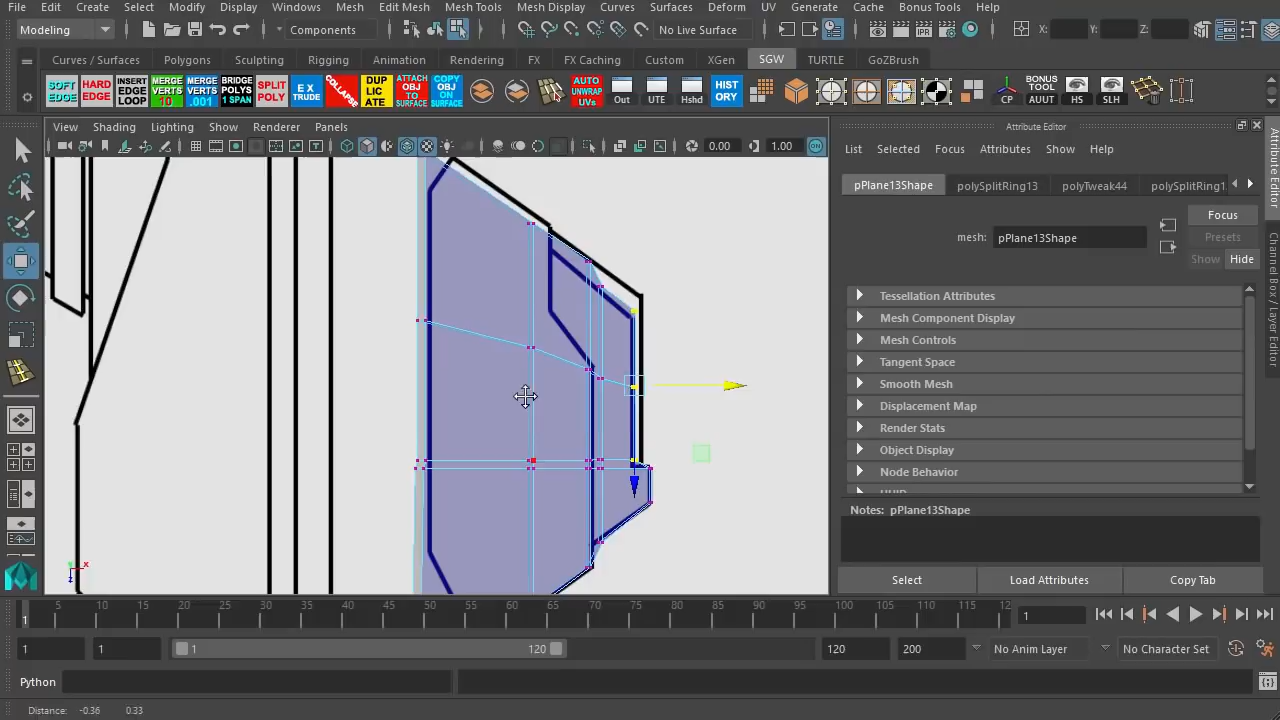 File Edit Create Select Modify Display Windows Mesh Edit Mesh Mesh Tools Mesh Display Curves Surfaces Deform UV Generate Cache Bonus Tools Help
Modeling Components No Live Surface X: Y: Z:
Curves / Surfaces Polygons Sculpting Rigging Animation Rendering FX FX Caching Custom XGen SGW TURTLE GoZBrush
SOFT EDGE HARD EDGE INSERT EDGE LOOP MERGE VERTS 10 MERGE VERTS .001 BRIDGE POLYS 1 SPAN SPLIT POLY EX TRUDE COLLAPSE DUP LIC ATE ATTACH OBJ TO SURFACE COPY OBJ ON SURFACE AUTO UNWRAP UVs Out UTE Hshd HIST ORY CP BONUS TOOL AUUT HS SLH
View Shading Lighting Show Renderer Panels
0.00 1.00 ON
Attribute Editor
List Selected Focus Attributes Show Help
pPlane13Shape polySplitRing13 polyTweak44 polySplitRing1
Focus
mesh: pPlane13Shape
Presets
Show Hide
Tessellation Attributes
Mesh Component Display
Mesh Controls
Tangent Space
Smooth Mesh
Displacement Map
Render Stats
Object Display
Node Behavior
Notes: pPlane13Shape
Select Load Attributes Copy Tab
Attribute Editor
Channel Box / Layer Editor
x
z
5 10 15 20 25 30 35 40 45 50 55 60 65 70 75 80 85 90 95 100 105 110 115 12
1
1
1 1 1 120 120 200 No Anim Layer No Character Set
Python
Distance: -0.36 0.33